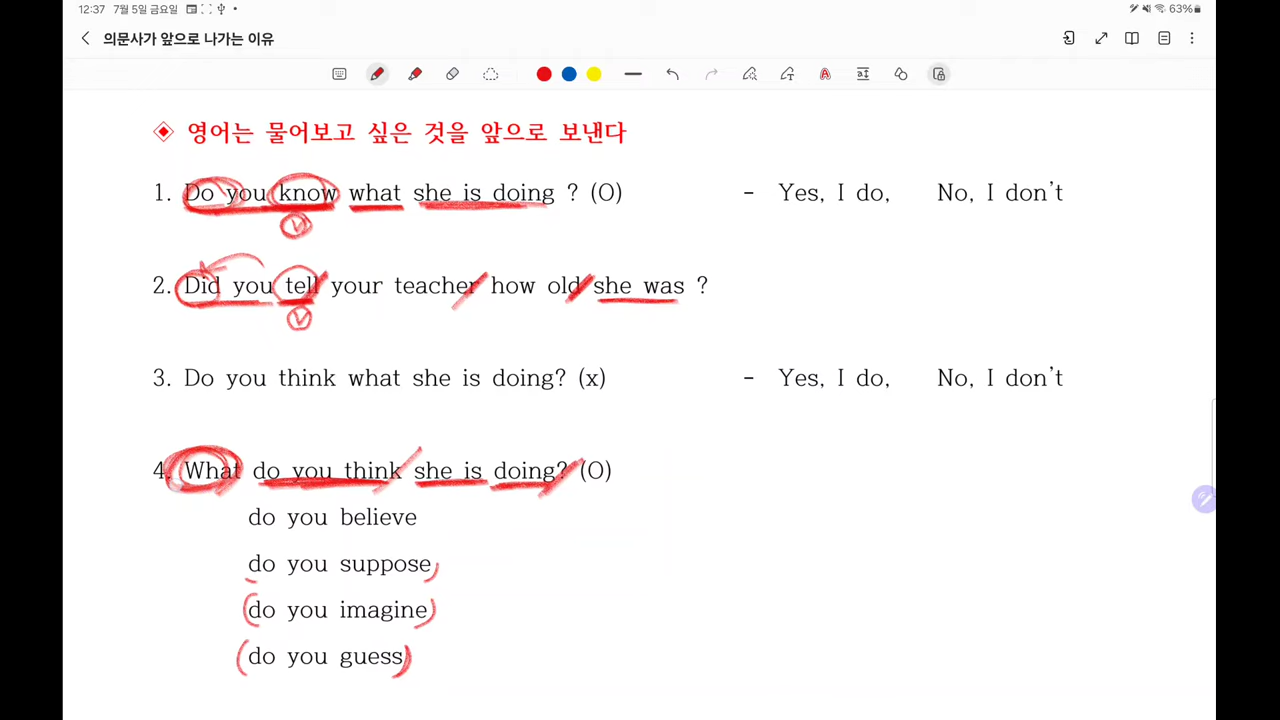 12:37 7월 5일 금요일 63%
의문사가 앞으로 나가는 이유
◈ 영어는 물어보고 싶은 것을 앞으로 보낸다
1. Do you know what she is doing ? (O) - Yes, I do, No, I don't
V
2. Did you tell your teacher how old she was ?
V
3. Do you think what she is doing? (x) - Yes, I do, No, I don't
4. What do you think she is doing? (O)
do you believe
do you suppose
(do you imagine)
(do you guess)